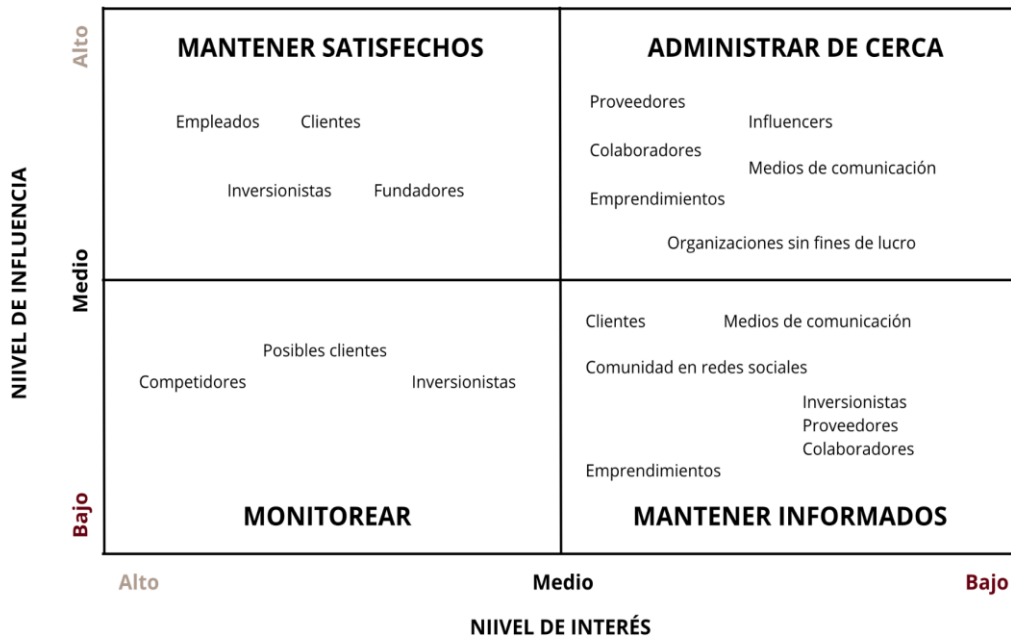 Alto
MANTENER SATISFECHOS
ADMINISTRAR DE CERCA
Empleados
Clientes
Inversionistas
Fundadores
Proveedores
Influencers
Colaboradores
Medios de comunicación
Emprendimientos
Organizaciones sin fines de lucro
NIIVEL DE INFLUENCIA
Medio
Posibles clientes
Competidores
Inversionistas
MONITOREAR
Clientes
Medios de comunicación
Comunidad en redes sociales
Inversionistas
Proveedores
Colaboradores
Emprendimientos
MANTENER INFORMADOS
Bajo
Alto
Medio
Bajo
NIIVEL DE INTERÉS